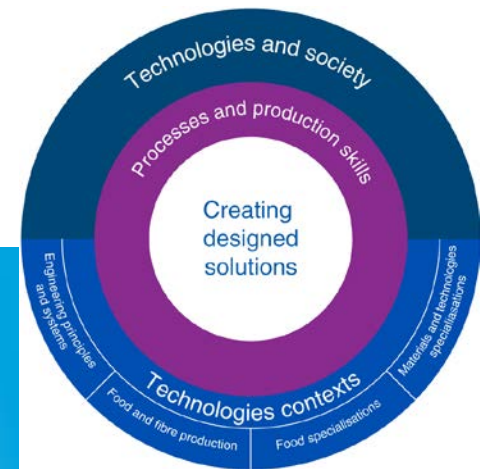 Technologies and society
Processes and production skills
Creating
designed
solutions
Technologies contexts
Engineering principles
and systems
Food and fibre production
Food specialisations
Materials and technologies
specialiasations